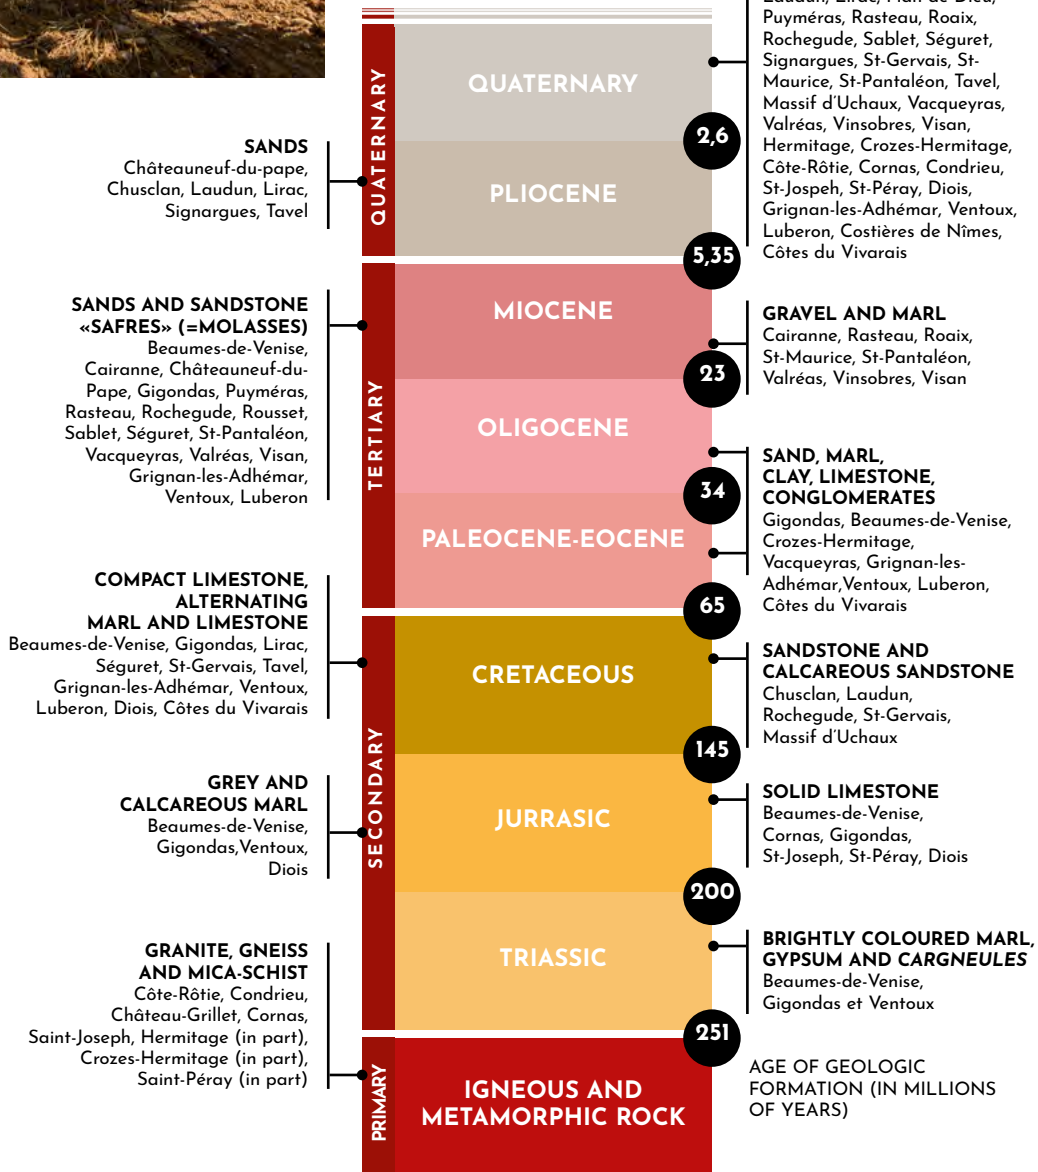 Puyméras, Rasteau, Roaix,
Rochegude, Sablet, Séguret,
Signargues, St-Gervais, St-
Maurice, St-Pantaléon, Tavel,
Massif d'Uchaux, Vacqueyras,
Valréas, Vinsobres, Visan,
Hermitage, Crozes-Hermitage,
Côte-Rôtie, Cornas, Condrieu,
St-Jospeh, St-Péray, Diois,
Grignan-les-Adhémar, Ventoux,
Luberon, Costières de Nîmes,
Côtes du Vivarais
QUATERNARY
QUATERNARY
2,6
SANDS
Châteauneuf-du-pape,
Chusclan, Laudun, Lirac,
Signargues, Tavel
PLIOCENE
5,35
TERTIARY
SANDS AND SANDSTONE
«SAFRES» (=MOLASSES)
Beaumes-de-Venise,
Cairanne, Châteauneuf-du-
Pape, Gigondas, Puyméras,
Rasteau, Rochegude, Rousset,
Sablet, Séguret, St-Pantaléon,
Vacqueyras, Valréas, Visan,
Grignan-les-Adhémar,
Ventoux, Luberon
MIOCENE
GRAVEL AND MARL
Cairanne, Rasteau, Roaix,
St-Maurice, St-Pantaléon,
Valréas, Vinsobres, Visan
23
OLIGOCENE
34
SAND, MARL,
CLAY, LIMESTONE,
CONGLOMERATES
Gigondas, Beaumes-de-Venise,
Crozes-Hermitage,
Vacqueyras, Grignan-les-
Adhémar,Ventoux, Luberon,
Côtes du Vivarais
PALEOCENE-EOCENE
65
SECONDARY
COMPACT LIMESTONE,
ALTERNATING
MARL AND LIMESTONE
Beaumes-de-Venise, Gigondas, Lirac,
Séguret, St-Gervais, Tavel,
Grignan-les-Adhémar, Ventoux,
Luberon, Diois, Côtes du Vivarais
CRETACEOUS
SANDSTONE AND
CALCAREOUS SANDSTONE
Chusclan, Laudun,
Rochegude, St-Gervais,
Massif d'Uchaux
145
GREY AND
CALCAREOUS MARL
Beaumes-de-Venise,
Gigondas,Ventoux,
Diois
JURRASIC
SOLID LIMESTONE
Beaumes-de-Venise,
Cornas, Gigondas,
St-Joseph, St-Péray, Diois
200
TRIASSIC
BRIGHTLY COLOURED MARL,
GYPSUM AND CARGNEULES
Beaumes-de-Venise,
Gigondas et Ventoux
251
GRANITE, GNEISS
AND MICA-SCHIST
Côte-Rôtie, Condrieu,
Château-Grillet, Cornas,
Saint-Joseph, Hermitage (in part),
Crozes-Hermitage (in part),
Saint-Péray (in part)
PRIMARY
IGNEOUS AND
METAMORPHIC ROCK
AGE OF GEOLOGIC
FORMATION (IN MILLIONS
OF YEARS)